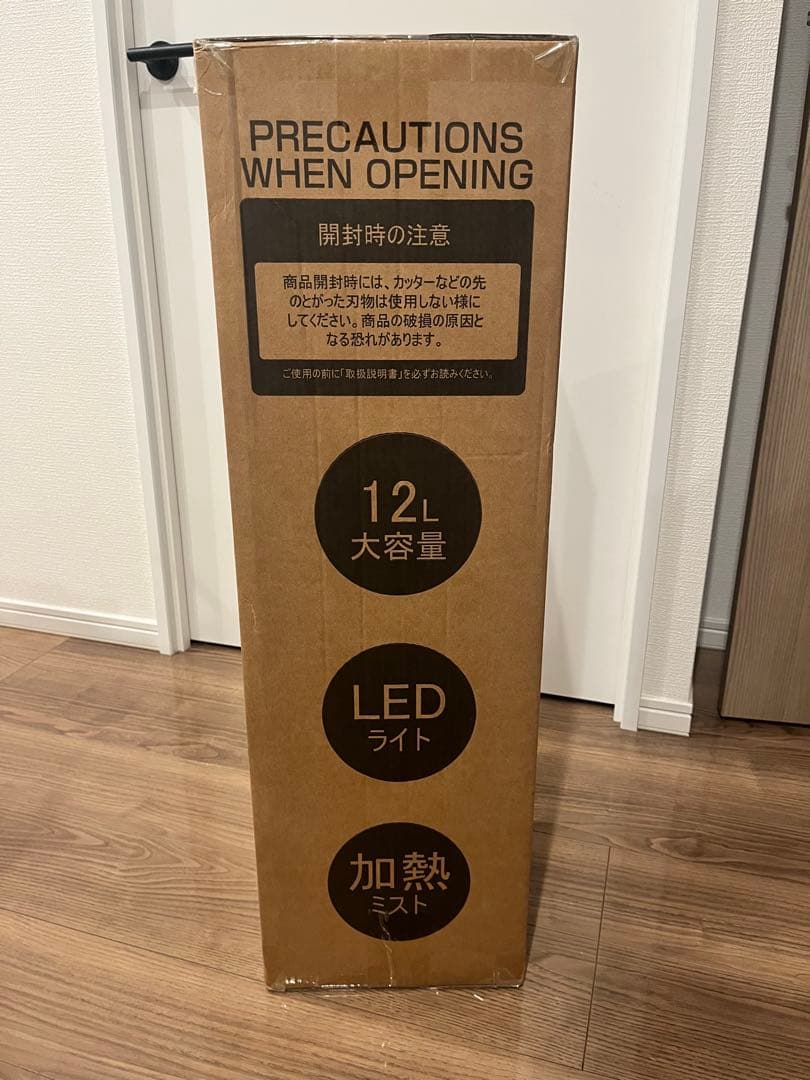 PRECAUTIONS
WHEN OPENING
開封時の注意
商品開封時には、カッターなどの先
のとがった刃物は使用しない様に
してください。商品の破損の原因と
なる恐れがあります。
ご使用の前に「取扱説明書」を必ずお読みください。
12L
大容量
LED
ライト
加熱
ミスト